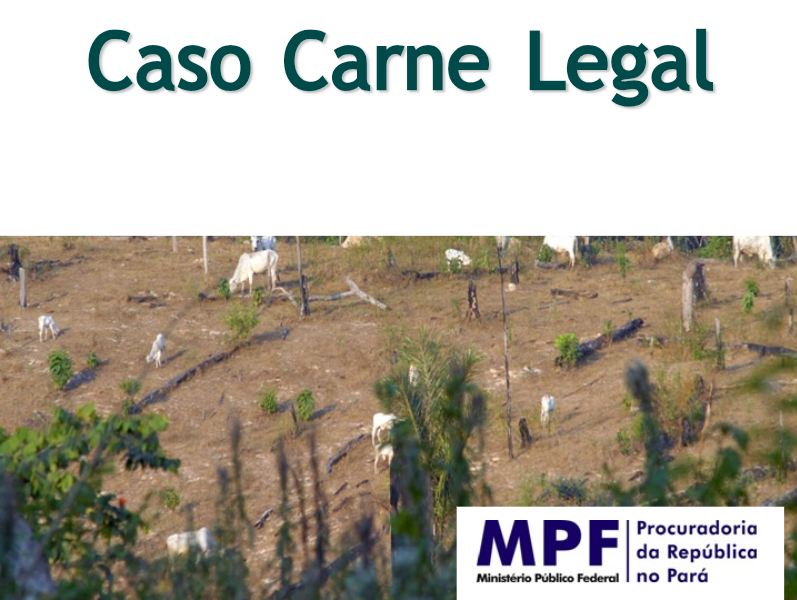 Caso Carne Legal
MPF
Ministério Público Federal
Procuradoria
da República
no Pará